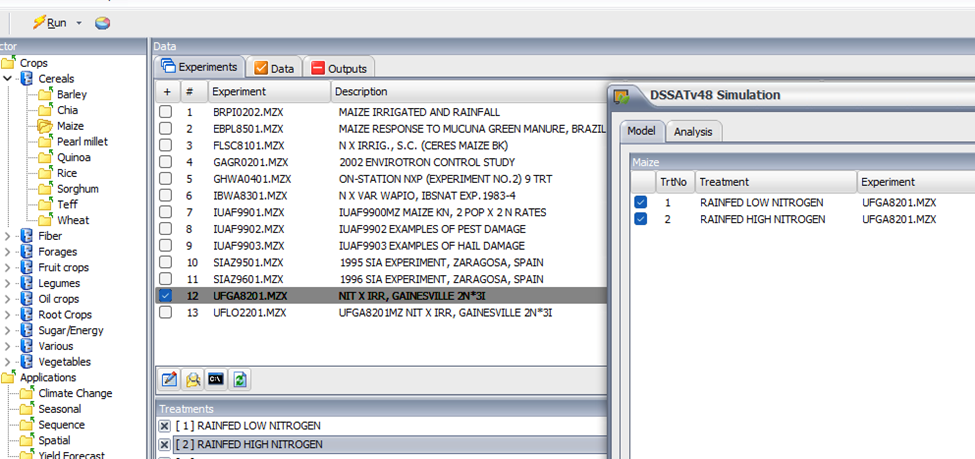 Run
ctor
Data
Crops
Cereals
Barley
Chia
Maize
Pearl millet
Quinoa
Rice
Sorghum
Teff
Wheat
Fiber
Forages
Fruit crops
Legumes
Oil crops
Root Crops
Sugar/Energy
Various
Vegetables
Applications
Climate Change
Seasonal
Sequence
Spatial
Yield Forecast
Experiments Data Outputs
+ # Experiment Description
1 BRPI0202.MZX MAIZE IRRIGATED AND RAINFALL
2 EBPL8501.MZX MAIZE RESPONSE TO MUCUNA GREEN MANURE, BRAZIL
3 FLSC8101.MZX N X IRRIG., S.C. (CERES MAIZE BK)
4 GAGR0201.MZX 2002 ENVIROTRON CONTROL STUDY
5 GHWA0401.MZX ON-STATION NXP (EXPERIMENT NO.2) 9 TRT
6 IBWA8301.MZX N X VAR WAPIO, IBSNAT EXP.1983-4
7 IUAF9901.MZX IUAF9900MZ MAIZE KN, 2 POP X 2 N RATES
8 IUAF9902.MZX IUAF9902 EXAMPLES OF PEST DAMAGE
9 IUAF9903.MZX IUAF9903 EXAMPLES OF HAIL DAMAGE
10 SIAZ9501.MZX 1995 SIA EXPERIMENT, ZARAGOSA, SPAIN
11 SIAZ9601.MZX 1996 SIA EXPERIMENT, ZARAGOSA, SPAIN
12 UFGA8201.MZX NIT X IRR, GAINESVILLE 2N*3I
13 UFLO2201.MZX UFGA8201MZ NIT X IRR, GAINESVILLE 2N*3I
C:\
Treatments
[ 1 ] RAINFED LOW NITROGEN
[ 2 ] RAINFED HIGH NITROGEN
DSSATv48 Simulation
Model Analysis
Maize
TrtNo Treatment Experiment
1 RAINFED LOW NITROGEN UFGA8201.MZX
2 RAINFED HIGH NITROGEN UFGA8201.MZX